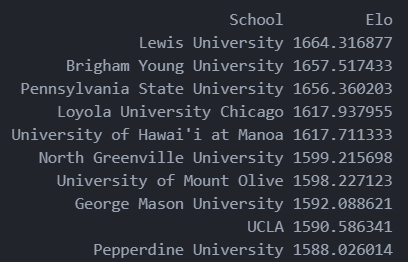 School Elo
Lewis University 1664.316877
Brigham Young University 1657.517433
Pennsylvania State University 1656.360203
Loyola University Chicago 1617.937955
University of Hawai'i at Manoa 1617.711333
North Greenville University 1599.215698
University of Mount Olive 1598.227123
George Mason University 1592.088621
UCLA 1590.586341
Pepperdine University 1588.026014